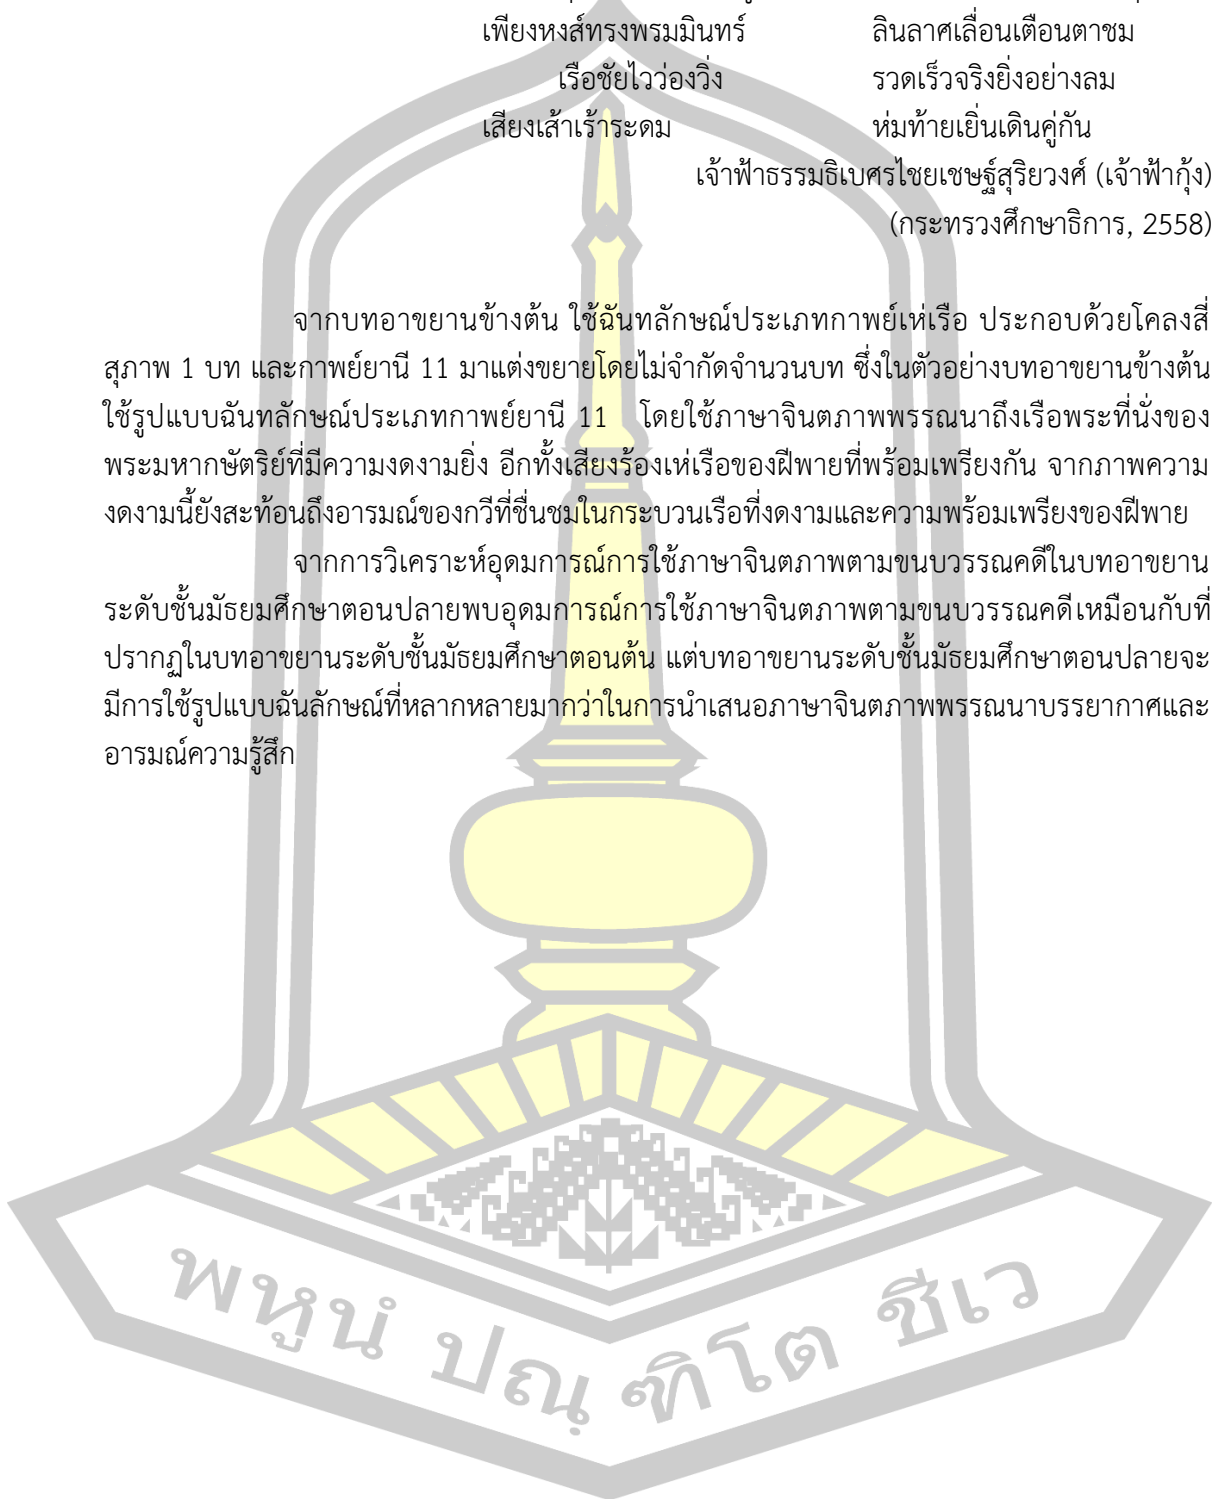 เพียงหงส์ทรงพรมมินทร์ ลินลาศเลื่อนเตือนตาชม
เรือชัยไวว่องวิ่ง รวดเร็วจริงยิ่งอย่างลม
เสียงเส้าเร้าระดม ห่มท้ายเยิ่นเดินคู่กัน
เจ้าฟ้าธรรมธิเบศรไชยเชษฐ์สุริยวงศ์ (เจ้าฟ้ากุ้ง)
(กระทรวงศึกษาธิการ, 2558)
จากบทอาขยานข้างต้น ใช้ฉันทลักษณ์ประเภทกาพย์เห่เรือ ประกอบด้วยโคลงสี่
สุภาพ 1 บท และกาพย์ยานี 11 มาแต่งขยายโดยไม่จำกัดจำนวนบท ซึ่งในตัวอย่างบทอาขยานข้างต้น
ใช้รูปแบบฉันทลักษณ์ประเภทกาพย์ยานี 11 โดยใช้ภาษาจินตภาพพรรณนาถึงเรือพระที่นั่งของ
พระมหากษัตริย์ที่มีความงดงามยิ่ง อีกทั้งเสียงร้องเห่เรือของฝีพายที่พร้อมเพรียงกัน จากภาพความ
งดงามนี้ยังสะท้อนถึงอารมณ์ของกวีที่ชื่นชมในกระบวนเรือที่งดงามและความพร้อมเพรียงของฝีพาย
จากการวิเคราะห์อุดมการณ์การใช้ภาษาจินตภาพตามขนบวรรณคดีในบทอาขยาน
ระดับชั้นมัธยมศึกษาตอนปลายพบอุดมการณ์การใช้ภาษาจินตภาพตามขนบวรรณคดีเหมือนกับที่
ปรากฏในบทอาขยานระดับชั้นมัธยมศึกษาตอนต้น แต่บทอาขยานระดับชั้นมัธยมศึกษาตอนปลายจะ
มีการใช้รูปแบบฉันลักษณ์ที่หลากหลายมากว่าในการนำเสนอภาษาจินตภาพพรรณนาบรรยากาศและ
อารมณ์ความรู้สึก
พหูนํ ปณฺฑิโต ชีเว